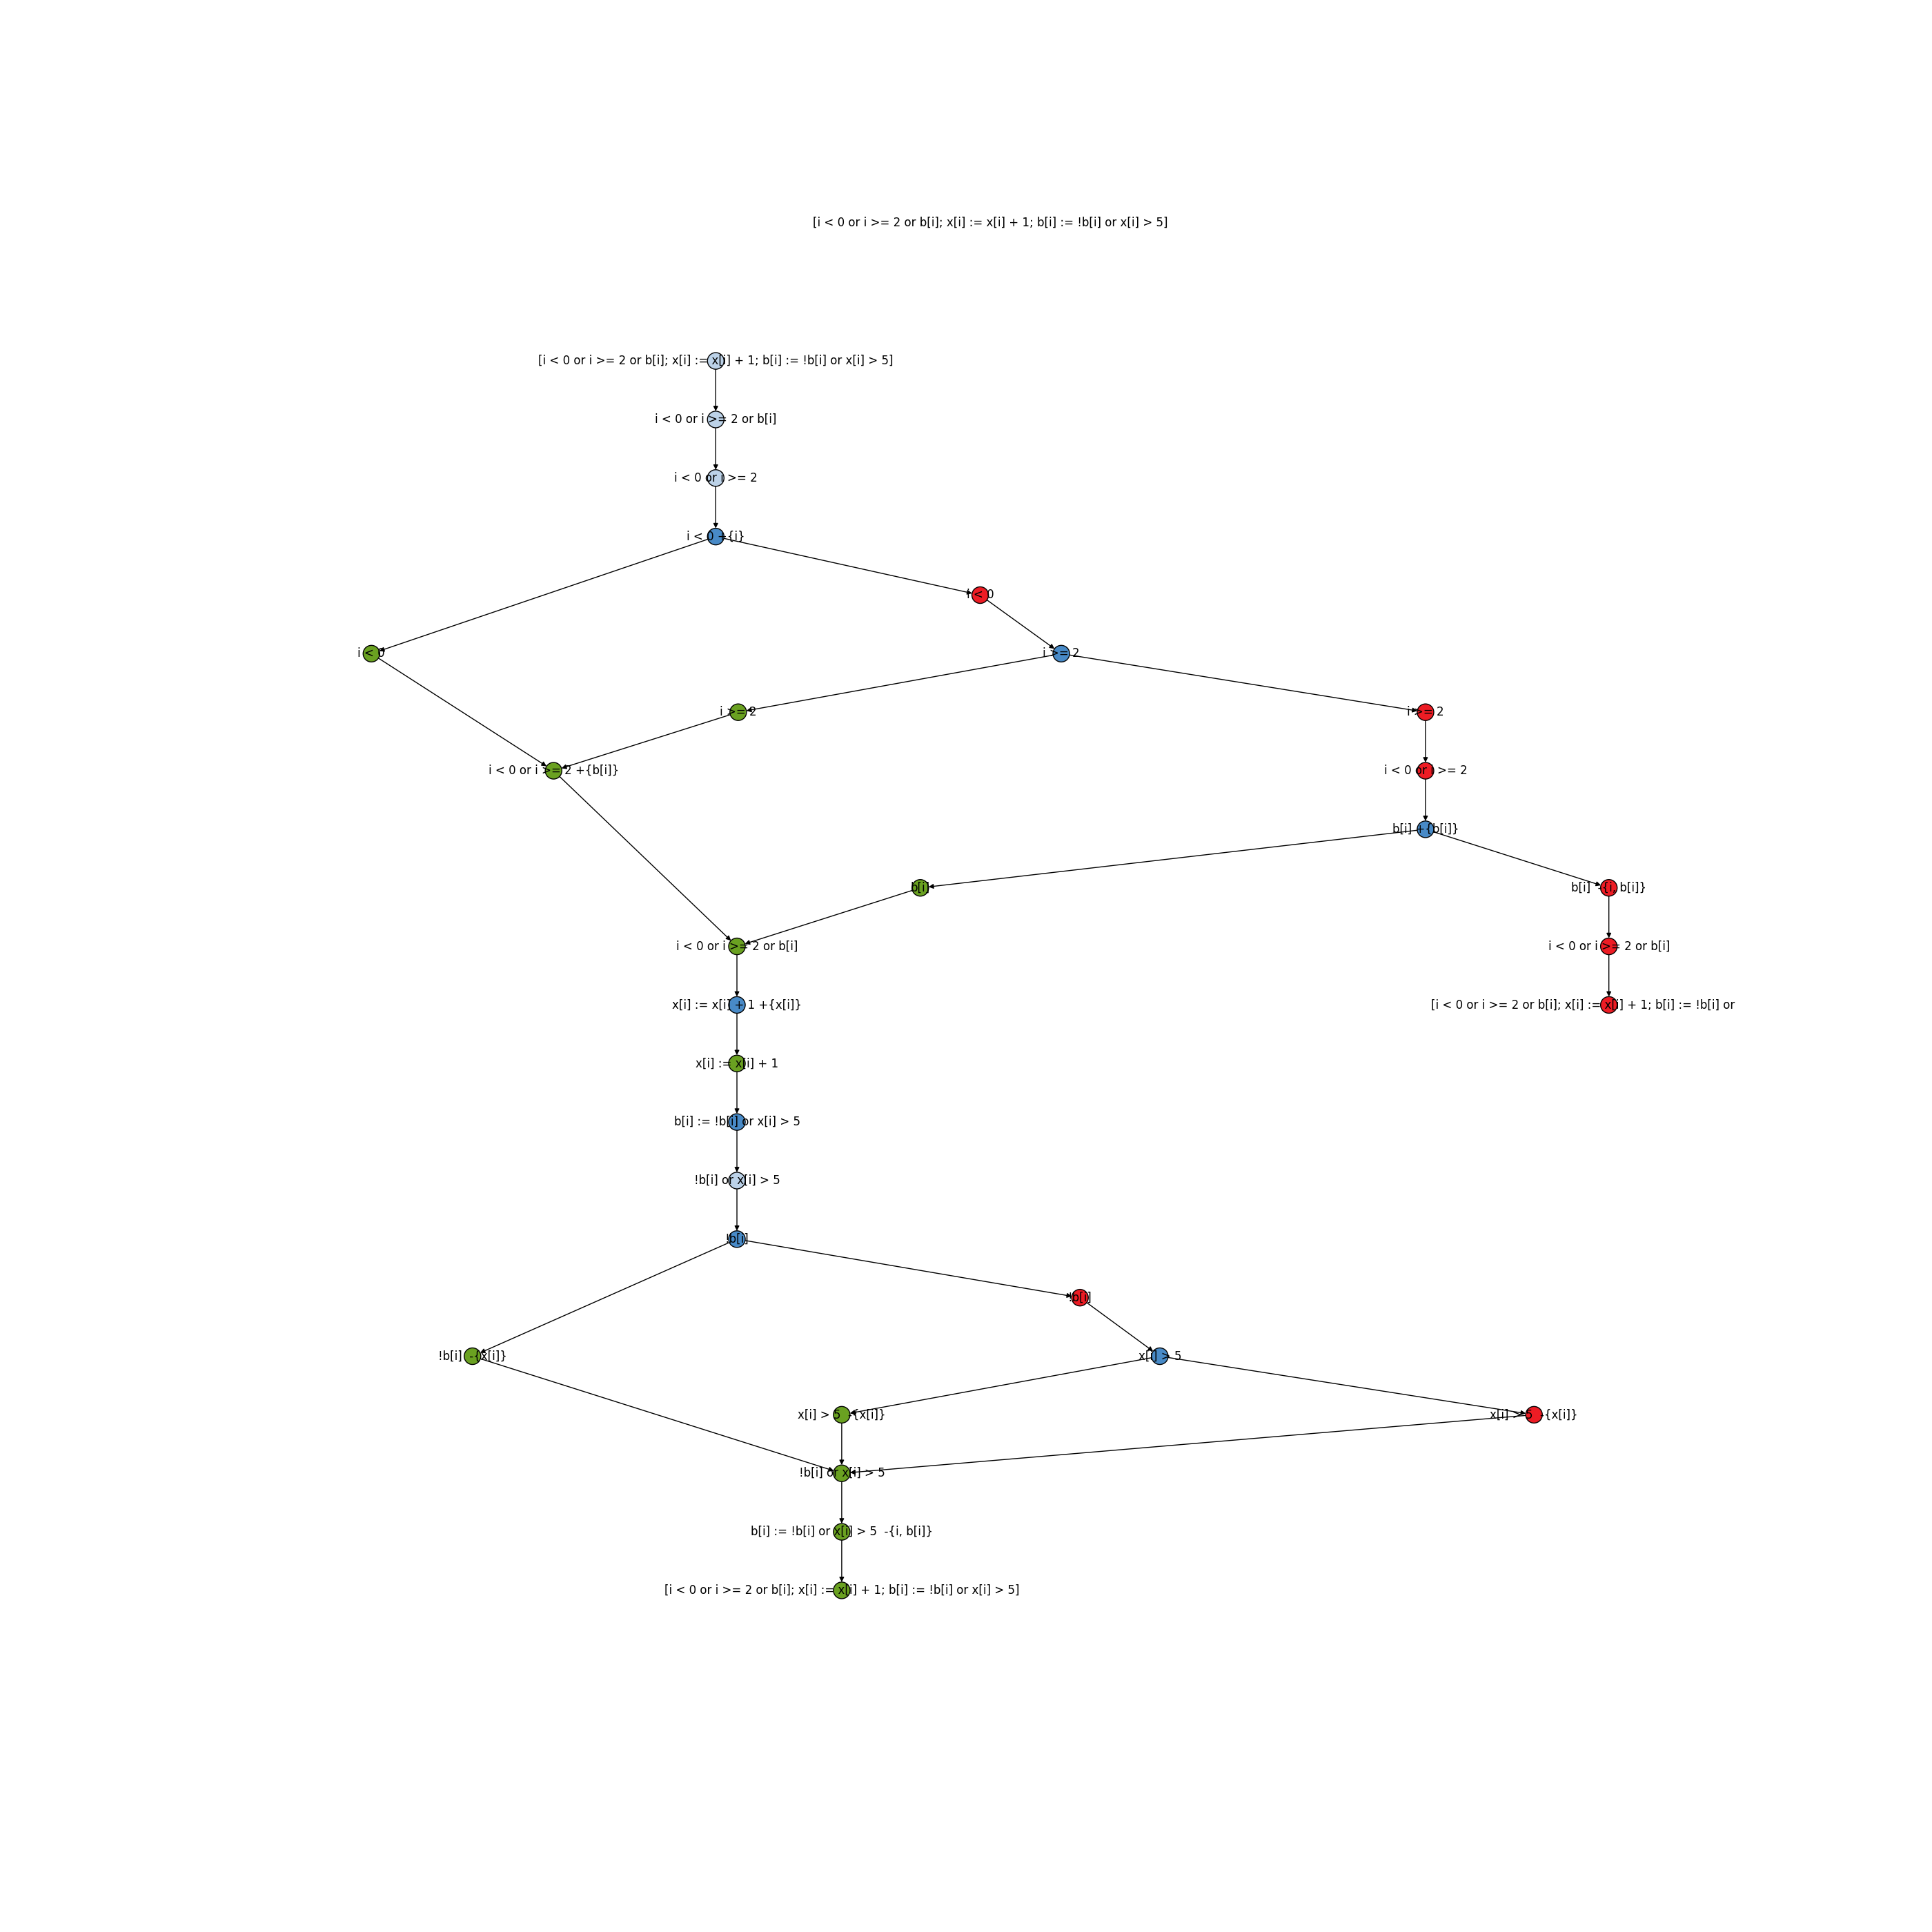 [i < 0 or i >= 2 or b[i]; x[i] := x[i] + 1; b[i] := !b[i] or x[i] > 5]
[i < 0 or i >= 2 or b[i]; x[i] := x[i] + 1; b[i] := !b[i] or x[i] > 5]
i < 0 or i >= 2 or b[i]
i < 0 or i >= 2
i < 0 +{i}
i < 0
i < 0
i >= 2
i >= 2
i >= 2
i < 0 or i >= 2 +{b[i]}
i < 0 or i >= 2
b[i] +{b[i]}
b[i]
b[i] -{i, b[i]}
i < 0 or i >= 2 or b[i]
i < 0 or i >= 2 or b[i]
x[i] := x[i] + 1 +{x[i]}
[i < 0 or i >= 2 or b[i]; x[i] := x[i] + 1; b[i] := !b[i] or
x[i] := x[i] + 1
b[i] := !b[i] or x[i] > 5
!b[i] or x[i] > 5
!b[i]
!b[i]
!b[i] -{x[i]}
x[i] > 5
x[i] > 5 -{x[i]}
x[i] > 5 -{x[i]}
!b[i] or x[i] > 5
b[i] := !b[i] or x[i] > 5 -{i, b[i]}
[i < 0 or i >= 2 or b[i]; x[i] := x[i] + 1; b[i] := !b[i] or x[i] > 5]